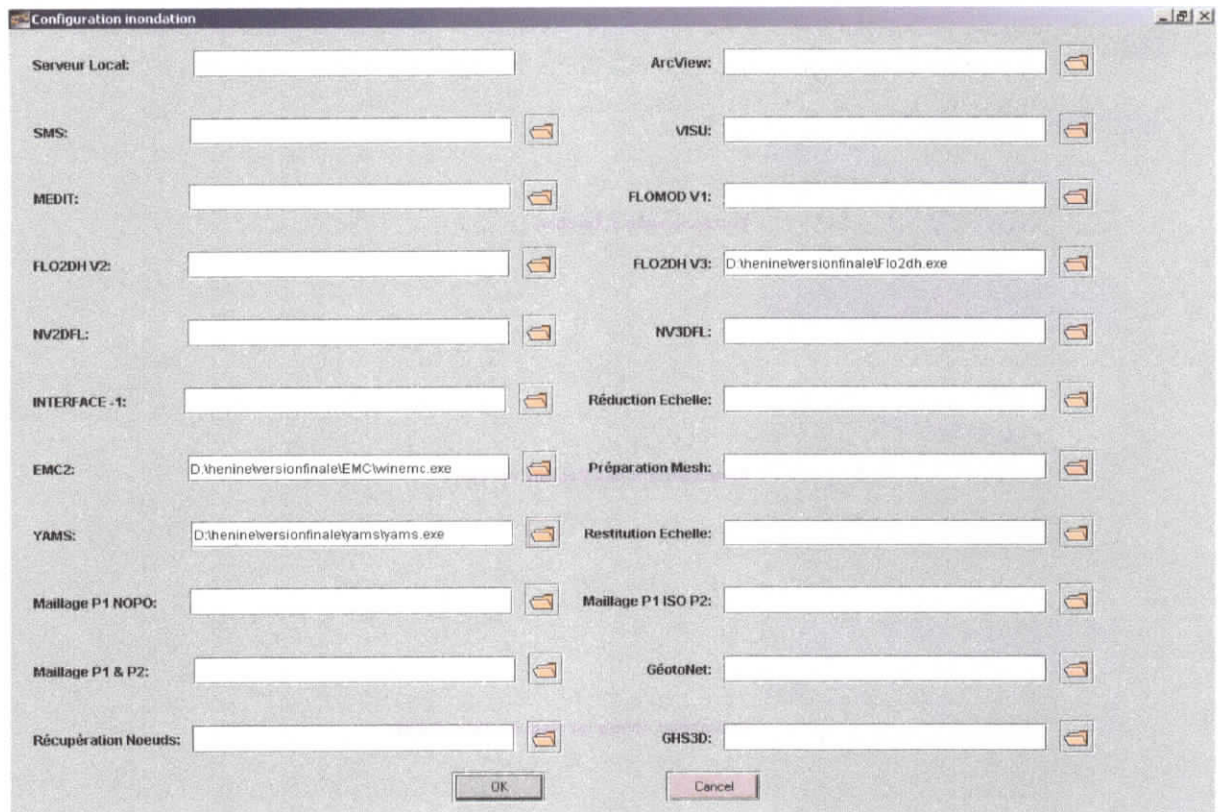 Configuration inondation
Serveur Local:
ArcView:
SMS:
VISU:
MEDIT:
FLOMOD V1:
FLO2DH V2:
FLO2DH V3: D:\henine\versionfinale\Flo2dh.exe
NV2DFL:
NV3DFL:
INTERFACE -1:
Réduction Echelle:
EMC2: D:\henine\versionfinale\EMC\winemc.exe
Préparation Mesh:
YAMS: D:\henine\versionfinale\yams\yams.exe
Restitution Echelle:
Maillage P1 NOPO:
Maillage P1 ISO P2:
Maillage P1 & P2:
GéotoNet:
Récupération Noeuds:
GHS3D:
OK
Cancel